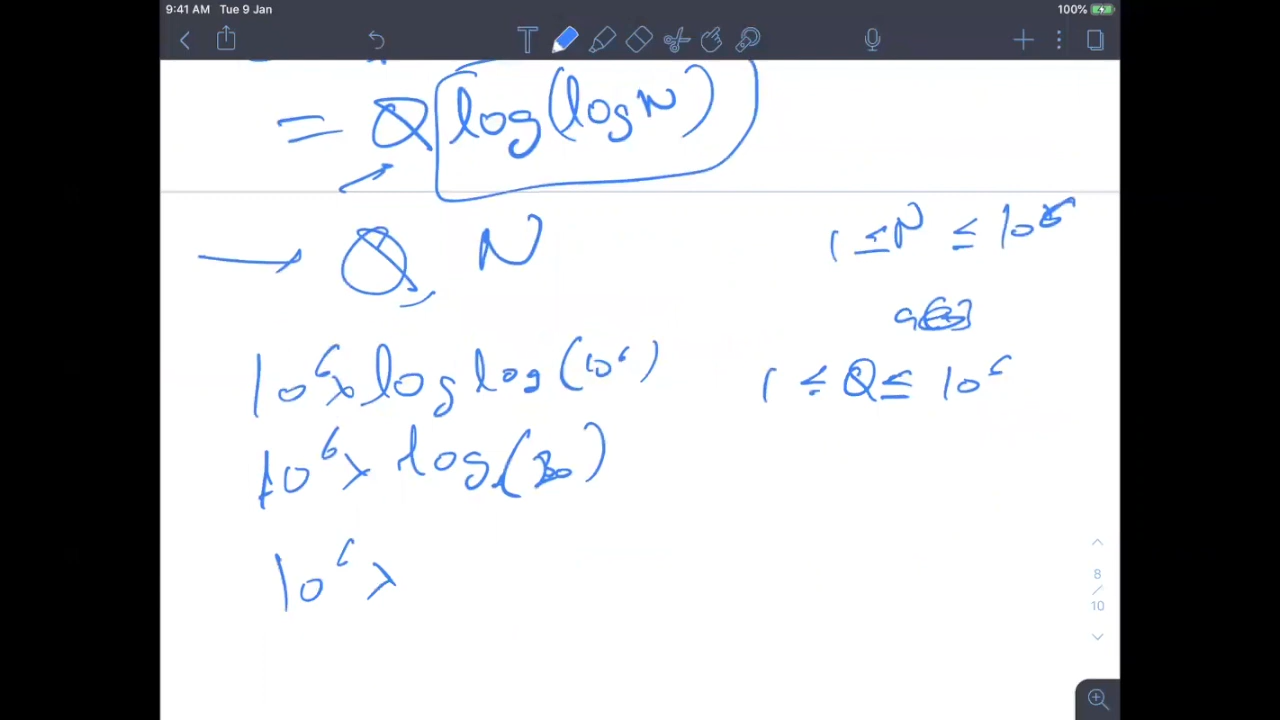 9:41 AM Tue 9 Jan
100%
= Q log(log N)
Q, N
1 ≤ N ≤ 10⁶
10⁶ × log log (10⁶)
1 ≤ Q ≤ 10⁶
10⁶ × log (20)
10⁶ ×
8
/
10